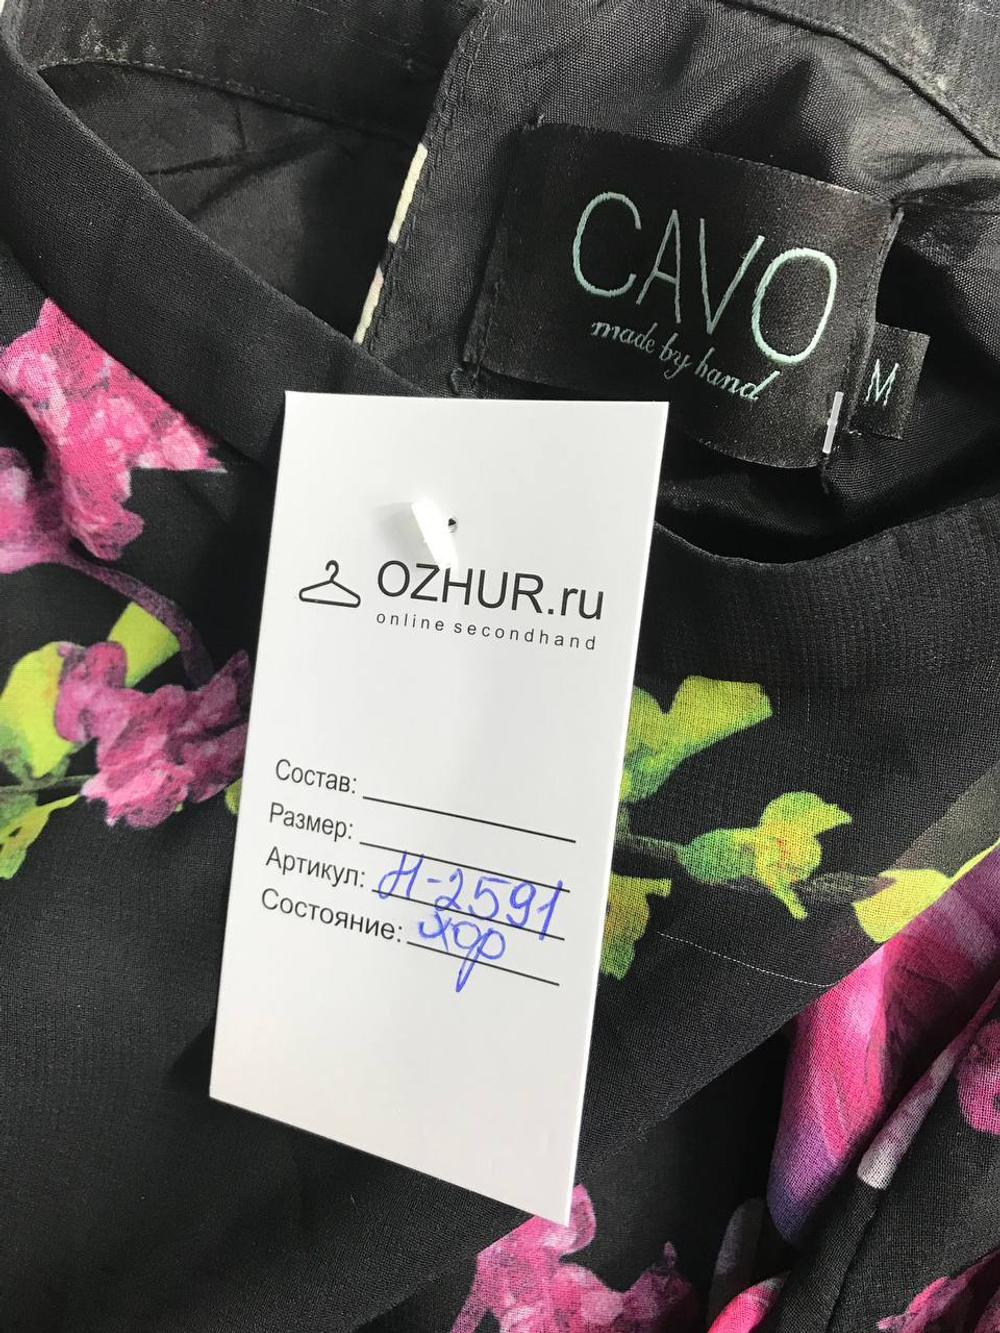 CAVO
made by hand
M
OZHUR.ru
online secondhand
Состав:
Размер:
Артикул: Н-2591
Состояние: хор